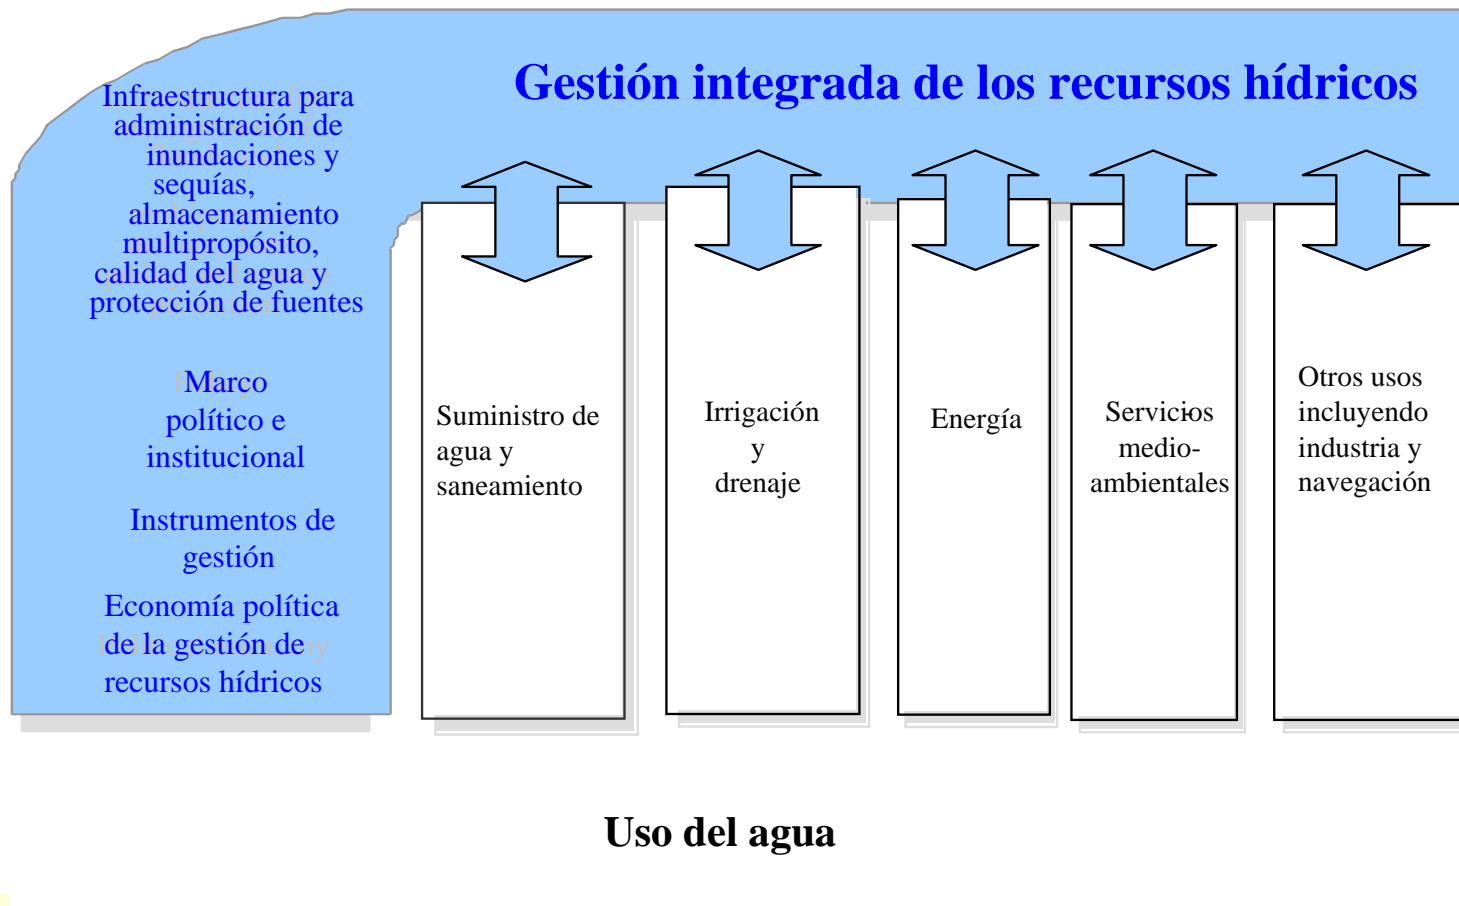 Gestión integrada de los recursos hídricos
Infraestructura para
administración de
inundaciones y
sequías,
almacenamiento
multipropósito,
calidad del agua y
protección de fuentes
Marco
político e
institucional
Instrumentos de
gestión
Economía política
de la gestión de
recursos hídricos
Suministro de
agua y
saneamiento
Irrigación
y
drenaje
Energía
Servicios
medio-
ambientales
Otros usos
incluyendo
industria y
navegación
Uso del agua